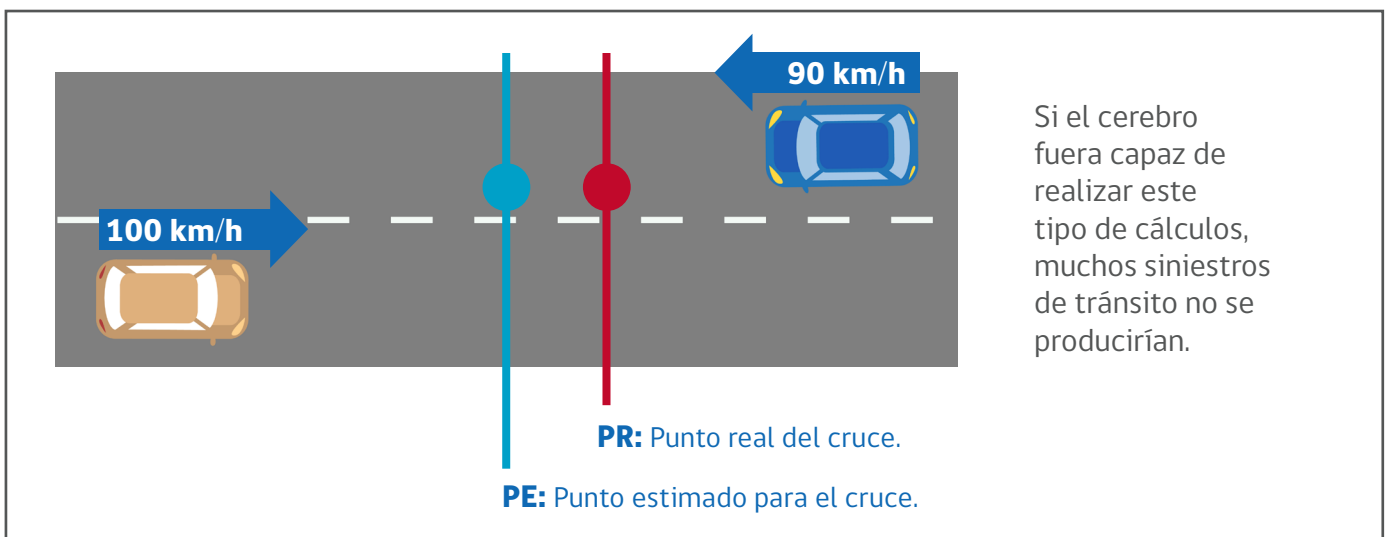 90 km/h
100 km/h
Si el cerebro
fuera capaz de
realizar este
tipo de cálculos,
muchos siniestros
de tránsito no se
producirían.
PR: Punto real del cruce.
PE: Punto estimado para el cruce.